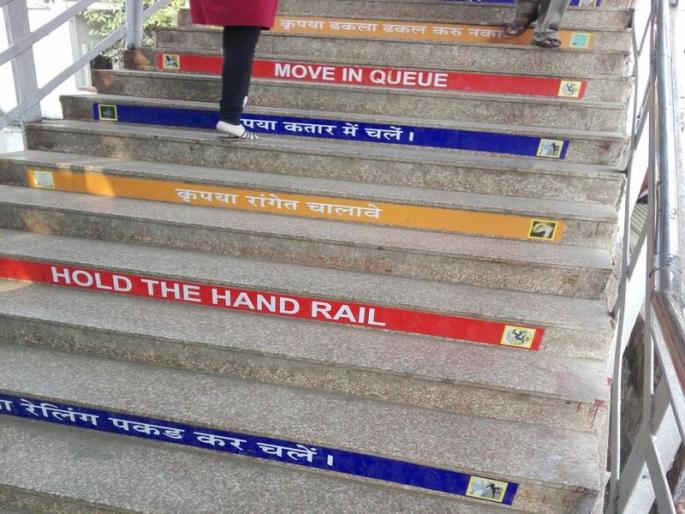 कृपया ढकला ढकल करु नका
MOVE IN QUEUE
कृपया कतार में चलें।
कृपया रांगेत चालावे
HOLD THE HAND RAIL
रेलिंग पकड कर चलें।